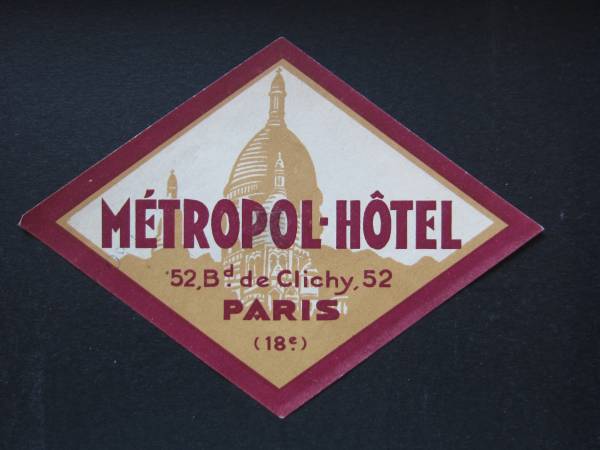 MÉTROPOL-HÔTEL
52, Bd. de Clichy, 52
PARIS
(18e.)